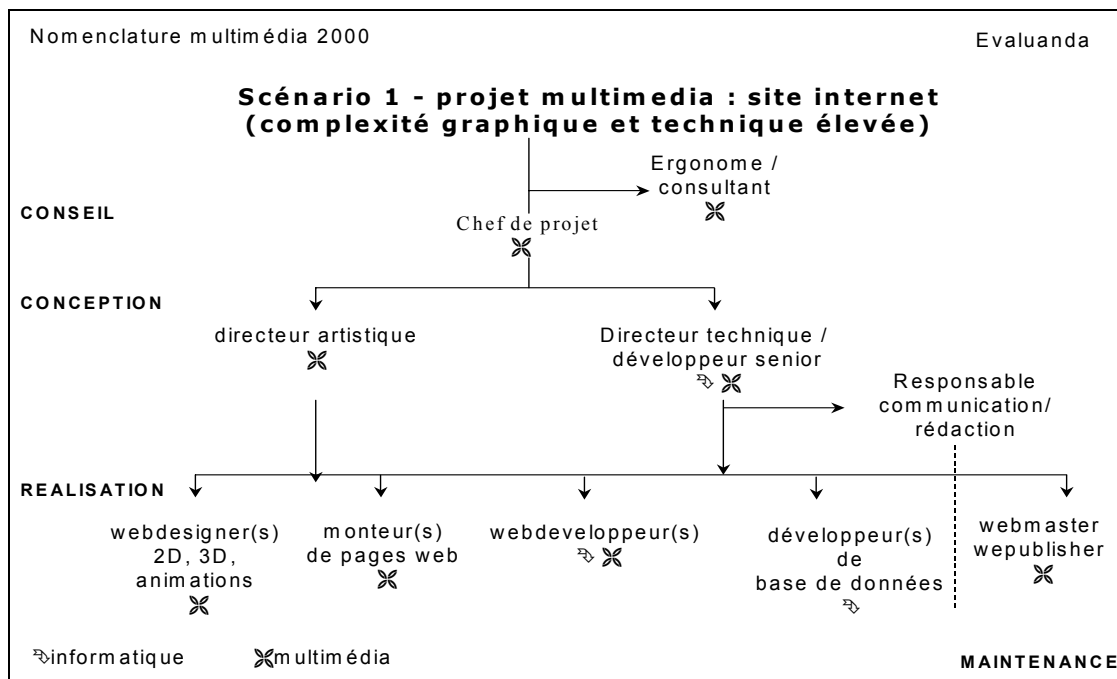 Nomenclature multimédia 2000
Evaluanda
Scénario 1 - projet multimedia : site internet
(complexité graphique et technique élevée)
Ergonome /
consultant
CONSEIL
Chef de projet
CONCEPTION
directeur artistique
Directeur technique /
développeur senior
Responsable
communication/
rédaction
REALISATION
webdesigner(s)
2D, 3D,
animations
monteur(s)
de pages web
webdeveloppeur(s)
développeur(s)
de
base de données
webmaster
wepublisher
informatique
multimédia
MAINTENANCE